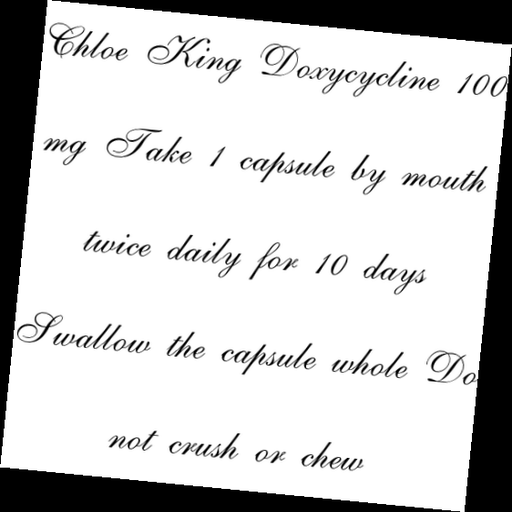 Chloe King Doxycycline 100
mg Take 1 capsule by mouth
twice daily for 10 days
Swallow the capsule whole Do
not crush or chew